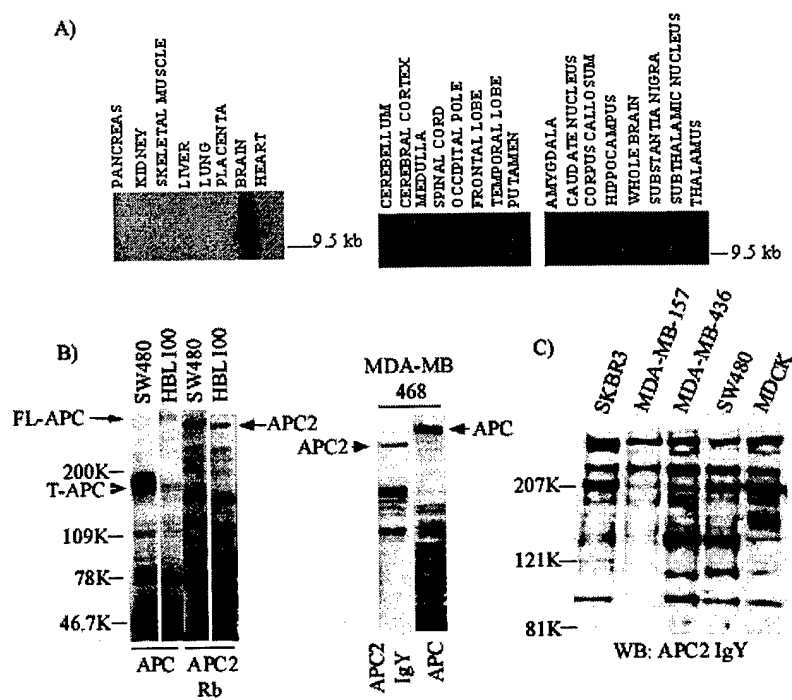 A)
PANCREAS
KIDNEY
SKELETAL MUSCLE
LIVER
LUNG
PLACENTA
BRAIN
HEART
9.5 kb
CEREBELLUM
CEREBRAL CORTEX
MEDULLA
SPINAL CORD
OCCIPITAL POLE
FRONTAL LOBE
TEMPORAL LOBE
PUTAMEN
AMYGDALA
CAUDATE NUCLEUS
CORPUS CALLOSUM
HIPPOCAMPUS
WHOLE BRAIN
SUBSTANTIA NIGRA
SUBTHALAMIC NUCLEUS
THALAMUS
9.5 kb
B)
SW480
HBL100
SW480
HBL100
FL-APC
APC2
200K
T-APC
109K
78K
46.7K
APC
APC2
Rb
MDA-MB
468
APC2
APC
APC2
IgY
APC
C)
SKBR3
MDA-MB-157
MDA-MB-436
SW480
MDCK
207K
121K
81K
WB: APC2 IgY